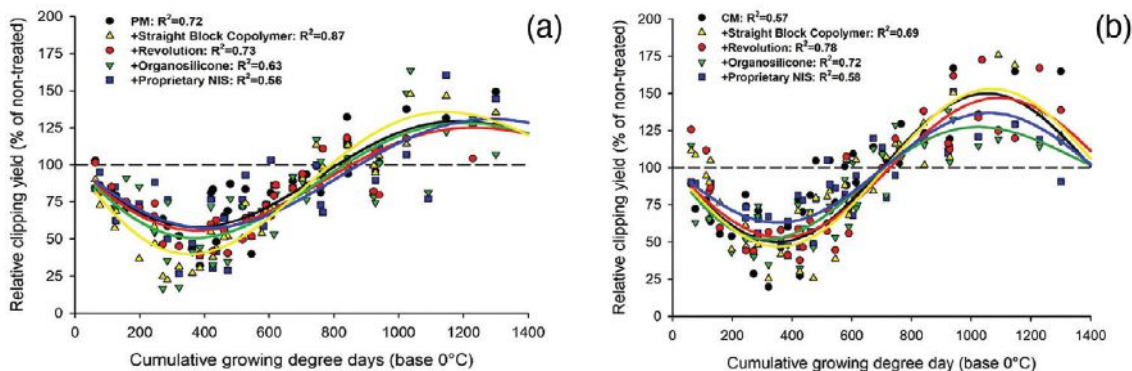 (a)
PM: R²=0.72
+Straight Block Copolymer: R²=0.87
+Revolution: R²=0.73
+Organosilicone: R²=0.63
+Proprietary NIS: R²=0.56
Relative clipping yield (% of non-treated)
200
175
150
125
100
75
50
25
0
0 200 400 600 800 1000 1200 1400
Cumulative growing degree days (base 0°C)
(b)
CM: R²=0.57
+Straight Block Copolymer: R²=0.69
+Revolution: R²=0.78
+Organosilicone: R²=0.72
+Proprietary NIS: R²=0.58
Relative clipping yield (% of non-treated)
200
175
150
125
100
75
50
25
0
0 200 400 600 800 1000 1200 1400
Cumulative growing degree day (base 0°C)